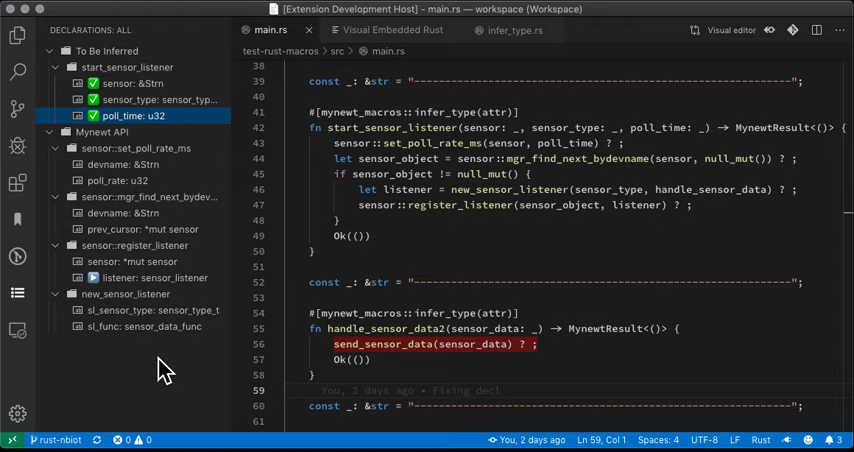 [Extension Development Host] - main.rs — workspace (Workspace)
DECLARATIONS: ALL
To Be Inferred
start_sensor_listener
sensor: &Strn
sensor_type: sensor_typ...
poll_time: u32
Mynewt API
sensor::set_poll_rate_ms
devname: &Strn
poll_rate: u32
sensor::mgr_find_next_bydev...
devname: &Strn
prev_cursor: *mut sensor
sensor::register_listener
sensor: *mut sensor
listener: sensor_listener
new_sensor_listener
sl_sensor_type: sensor_type_t
sl_func: sensor_data_func
main.rs
Visual Embedded Rust
infer_type.rs
Visual editor
test-rust-macros > src > main.rs
38
39 const _: &str = "--------------------------------------------------------------";
40
41 #[mynewt_macros::infer_type(attr)]
42 fn start_sensor_listener(sensor: _, sensor_type: _, poll_time: _) → MynewtResult<()> {
43 sensor::set_poll_rate_ms(sensor, poll_time) ? ;
44 let sensor_object = sensor::mgr_find_next_bydevname(sensor, null_mut()) ? ;
45 if sensor_object != null_mut() {
46 let listener = new_sensor_listener(sensor_type, handle_sensor_data) ? ;
47 sensor::register_listener(sensor_object, listener) ? ;
48 }
49 Ok(())
50 }
51
52 const _: &str = "--------------------------------------------------------------";
53
54 #[mynewt_macros::infer_type(attr)]
55 fn handle_sensor_data2(sensor_data: _) → MynewtResult<()> {
56 send_sensor_data(sensor_data) ? ;
57 Ok(())
58 }
59 You, 2 days ago • Fixing decl
60 const _: &str = "--------------------------------------------------------------";
61
rust-nbiot 0 0 You, 2 days ago Ln 59, Col 1 Spaces: 4 UTF-8 LF Rust 3